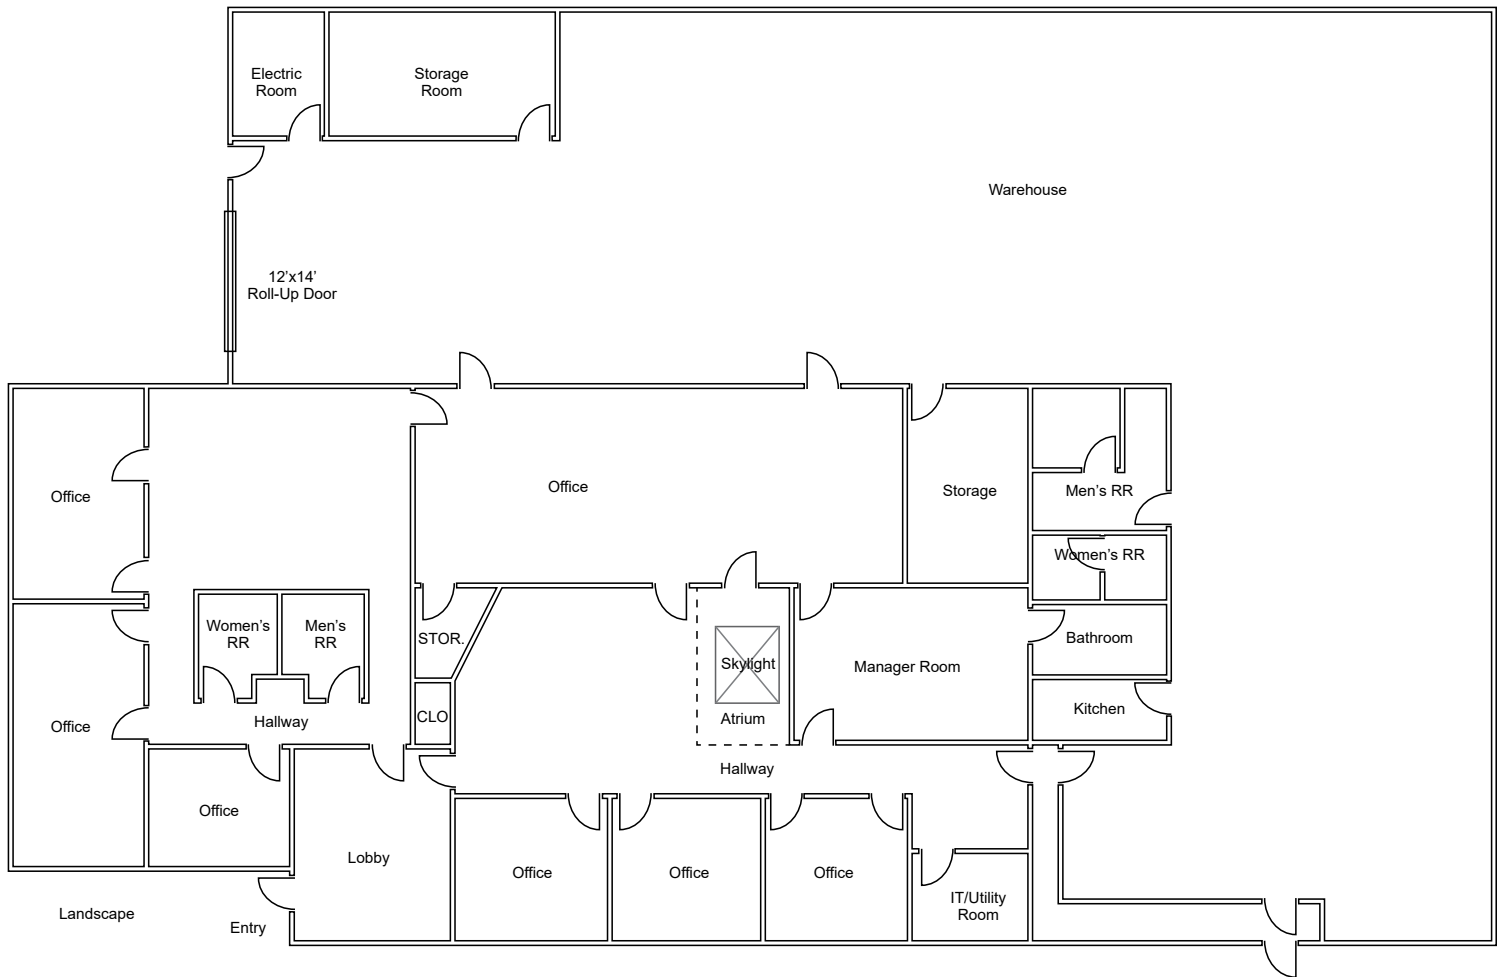 Electric
Room
Storage
Room
Warehouse
12’x14’
Roll-Up Door
Office
Office
Storage
Men’s RR
Women’s RR
Women’s
RR
Men’s
RR
STOR.
Bathroom
Skylight
Manager Room
Office
Hallway
CLO
Atrium
Kitchen
Hallway
Office
Lobby
Office
Office
Office
IT/Utility
Room
Landscape
Entry